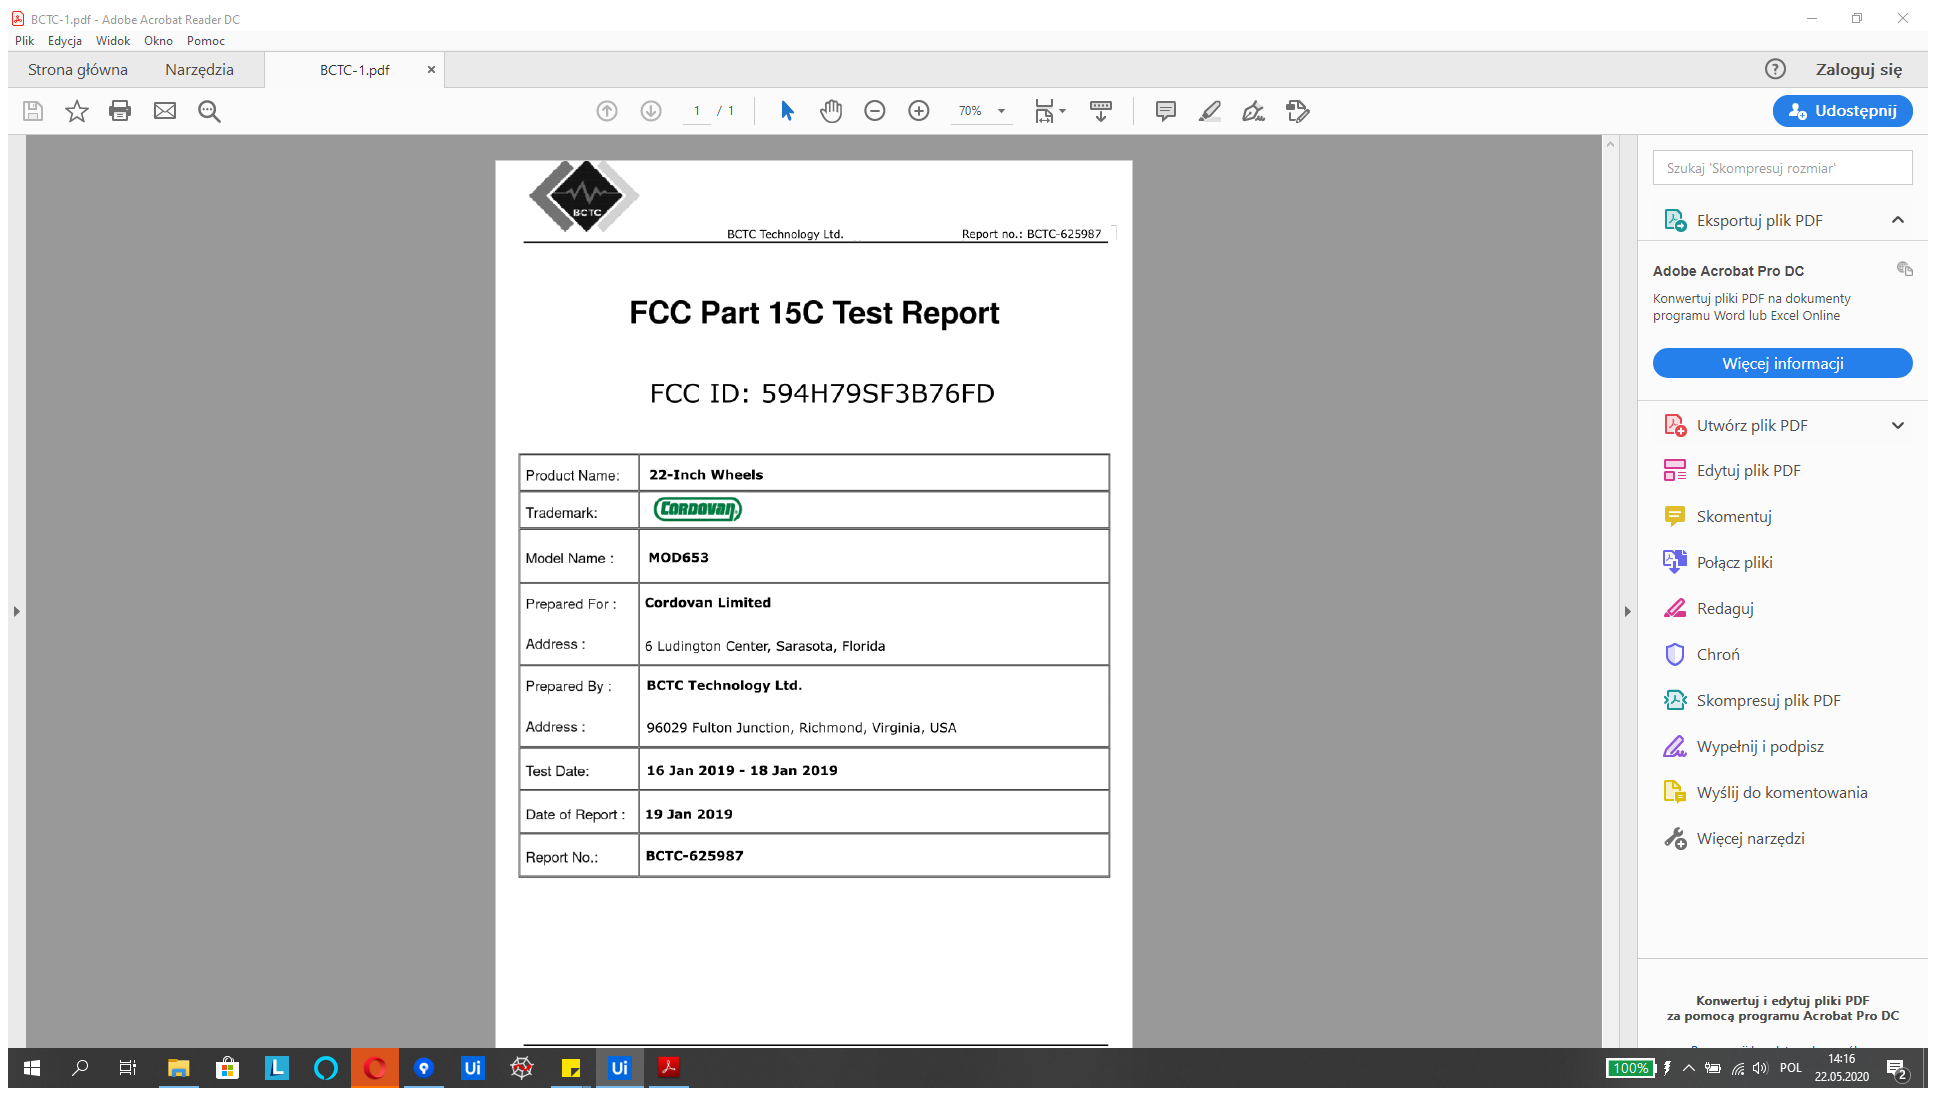 BCTC-1.pdf - Adobe Acrobat Reader DC
Plik Edycja Widok Okno Pomoc
Strona główna Narzędzia BCTC-1.pdf Zaloguj się
1 / 1 70% Udostępnij
BCTC
BCTC Technology Ltd. Report no.: BCTC-625987
FCC Part 15C Test Report
FCC ID: 594H79SF3B76FD
Product Name: 22-Inch Wheels
Trademark: CORDOVAN
Model Name : MOD653
Prepared For : Cordovan Limited
Address : 6 Ludington Center, Sarasota, Florida
Prepared By : BCTC Technology Ltd.
Address : 96029 Fulton Junction, Richmond, Virginia, USA
Test Date: 16 Jan 2019 - 18 Jan 2019
Date of Report : 19 Jan 2019
Report No.: BCTC-625987
Szukaj 'Skompresuj rozmiar'
Eksportuj plik PDF
Adobe Acrobat Pro DC
Konwertuj pliki PDF na dokumenty
programu Word lub Excel Online
Więcej informacji
Utwórz plik PDF
Edytuj plik PDF
Skomentuj
Połącz pliki
Redaguj
Chroń
Skompresuj plik PDF
Wypełnij i podpisz
Wyślij do komentowania
Więcej narzędzi
Konwertuj i edytuj pliki PDF
za pomocą programu Acrobat Pro DC
L Ui Ui
100% POL 14:16
22.05.2020 2